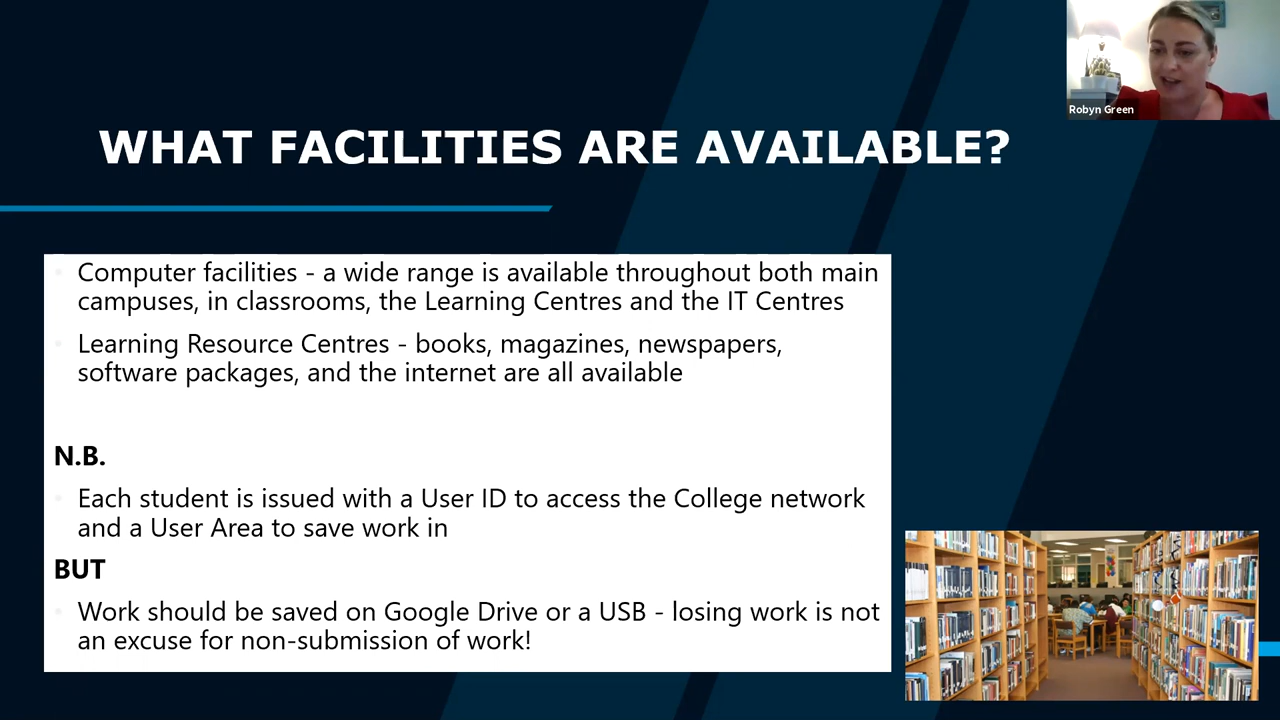 Robyn Green
WHAT FACILITIES ARE AVAILABLE?
Computer facilities - a wide range is available throughout both main
campuses, in classrooms, the Learning Centres and the IT Centres
Learning Resource Centres - books, magazines, newspapers,
software packages, and the internet are all available
N.B.
Each student is issued with a User ID to access the College network
and a User Area to save work in
BUT
Work should be saved on Google Drive or a USB - losing work is not
an excuse for non-submission of work!